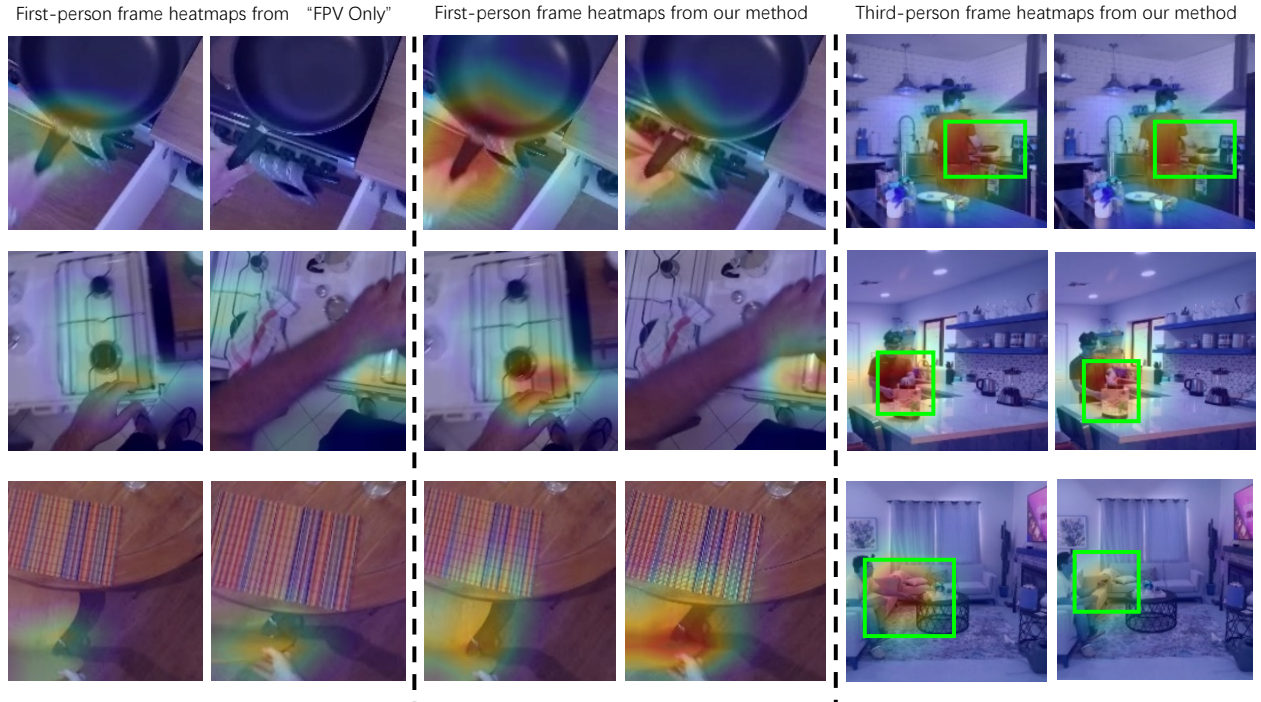 First-person frame heatmaps from “FPV Only”
First-person frame heatmaps from our method
Third-person frame heatmaps from our method